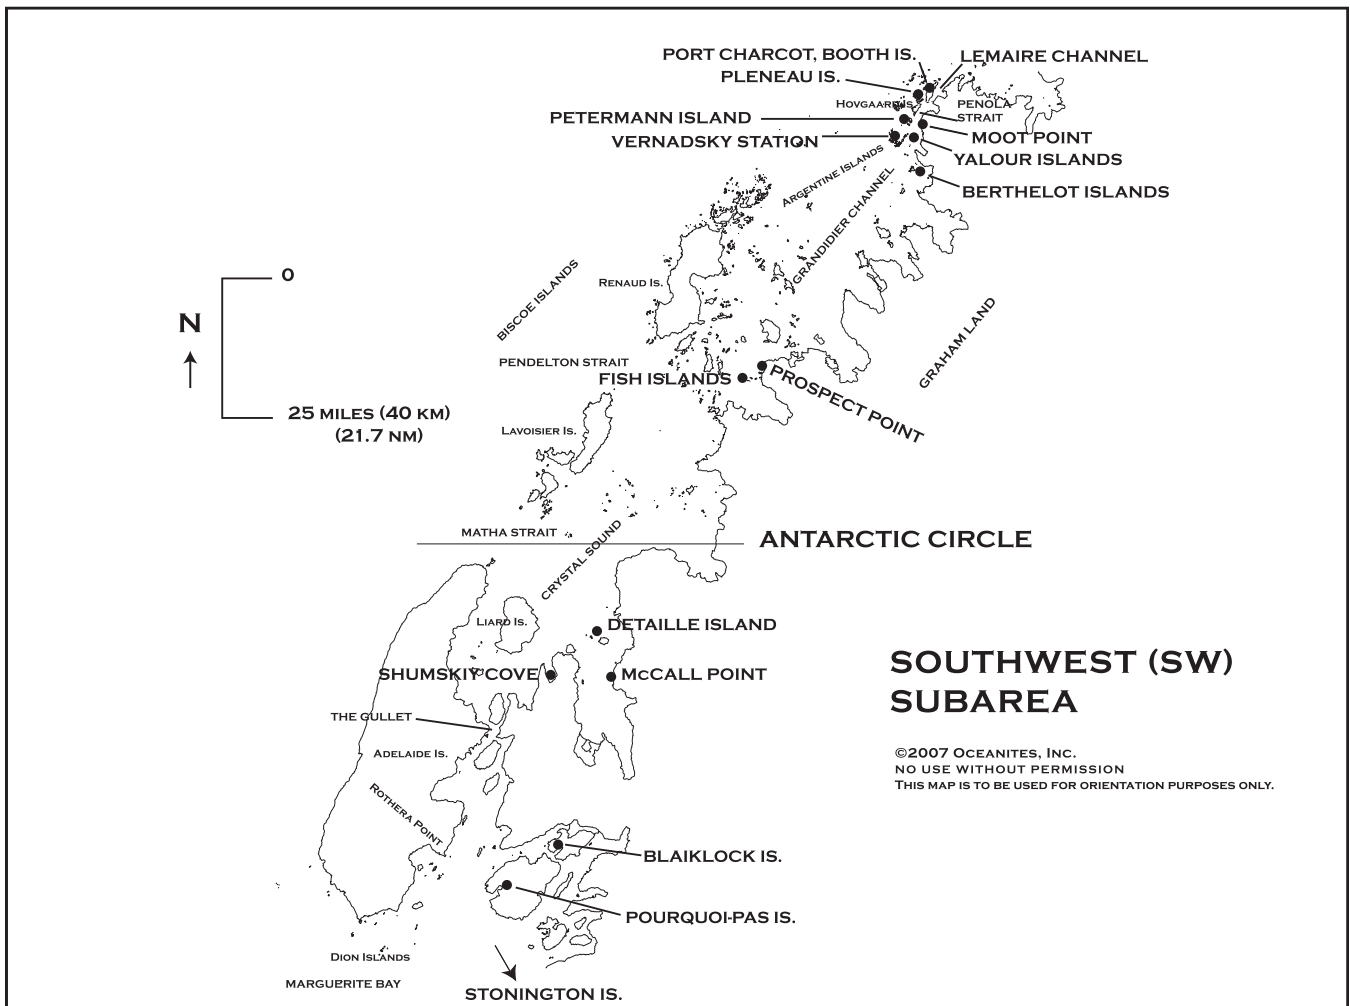 PORT CHARCOT, BOOTH IS.
LEMAIRE CHANNEL
PLENEAU IS.
HOVGAARD IS.
PENOLA
STRAIT
PETERMANN ISLAND
MOOT POINT
VERNADSKY STATION
YALOUR ISLANDS
ARGENTINE ISLANDS
BERTHELOT ISLANDS
GRANDIDIER CHANNEL
0
BISCOE ISLANDS
RENAUD IS.
N
GRAHAM LAND
PENDELTON STRAIT
FISH ISLANDS
PROSPECT POINT
25 MILES (40 KM)
(21.7 NM)
LAVOISIER IS.
MATHA STRAIT
ANTARCTIC CIRCLE
CRYSTAL SOUND
LIARD IS.
DETAILLE ISLAND
SHUMSKIY COVE
McCALL POINT
SOUTHWEST (SW)
SUBAREA
THE GULLET
ADELAIDE IS.
©2007 OCEANITES, INC.
NO USE WITHOUT PERMISSION
THIS MAP IS TO BE USED FOR ORIENTATION PURPOSES ONLY.
ROTHERA POINT
BLAIKLOCK IS.
POURQUOI-PAS IS.
DION ISLANDS
MARGUERITE BAY
STONINGTON IS.